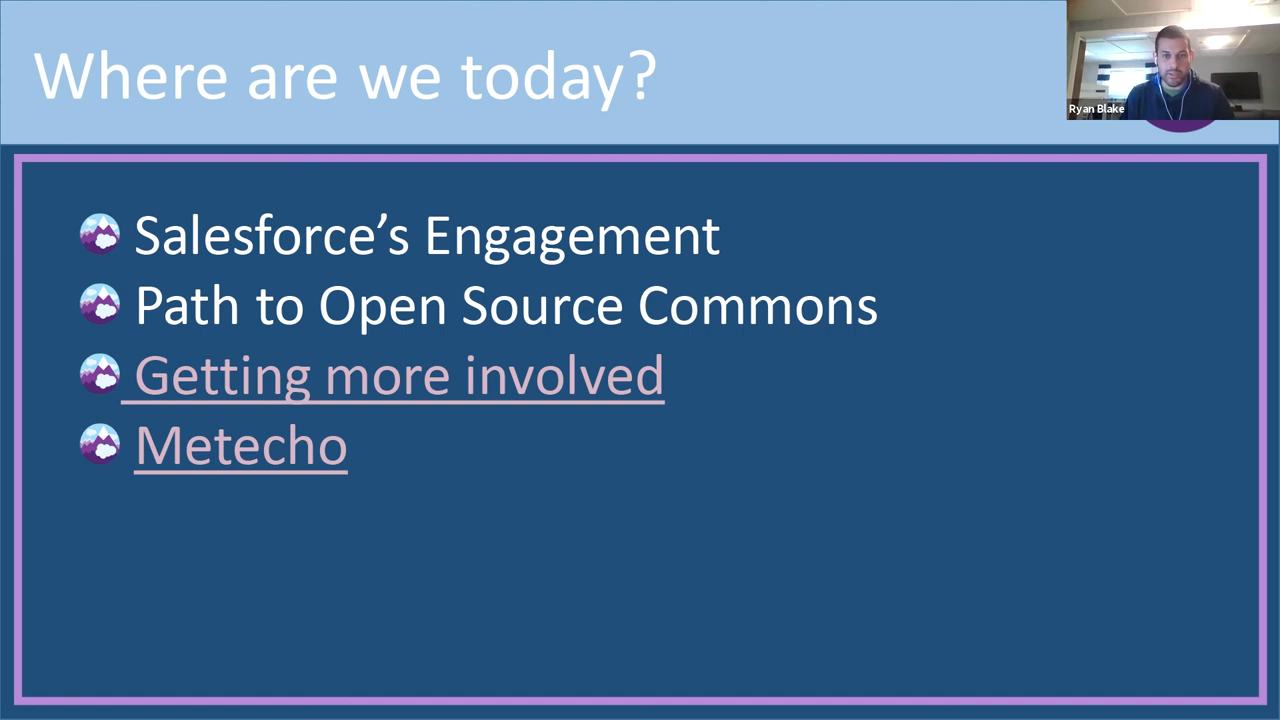 Where are we today?
Ryan Blake
Salesforce’s Engagement
Path to Open Source Commons
Getting more involved
Metecho